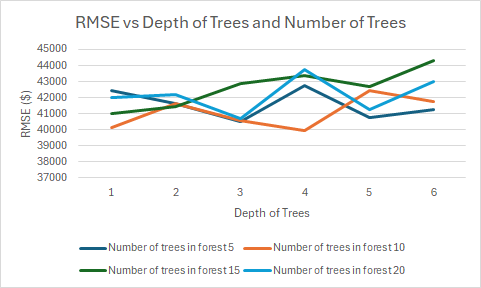 RMSE vs Depth of Trees and Number of Trees
45000
44000
43000
42000
41000
40000
39000
38000
37000
RMSE ($)
1 2 3 4 5 6
Depth of Trees
Number of trees in forest 5 Number of trees in forest 10
Number of trees in forest 15 Number of trees in forest 20